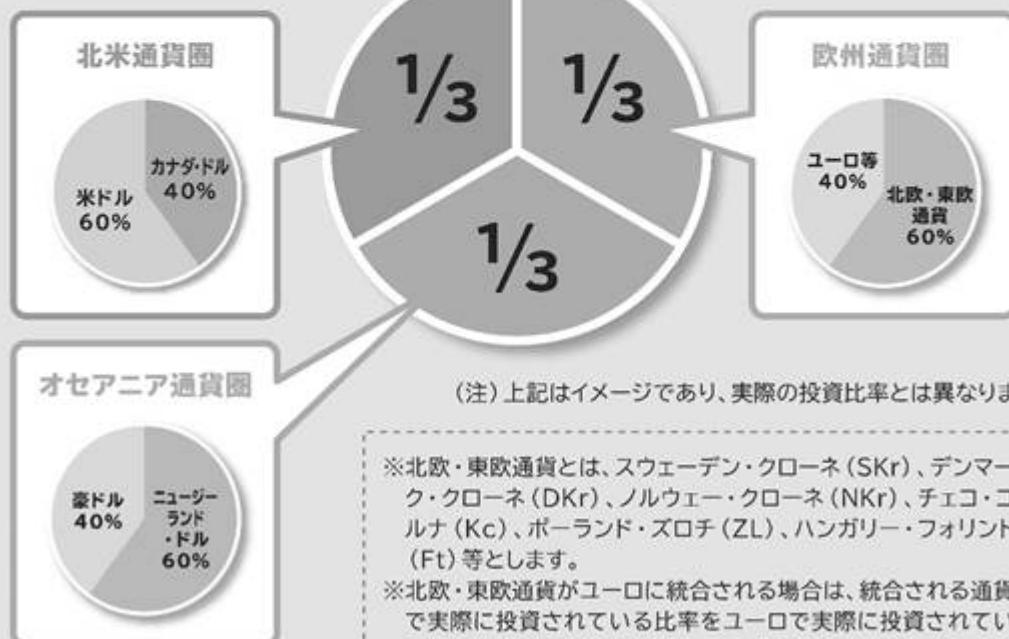 北米通貨圏
カナダ・ドル
40%
米ドル
60%
1/3
1/3
1/3
欧州通貨圏
ユーロ等
40%
北欧・東欧
通貨
60%
オセアニア通貨圏
豪ドル
40%
ニュージー
ランド
・ドル
60%
(注)上記はイメージであり、実際の投資比率とは異なりま
※北欧・東欧通貨とは、スウェーデン・クローネ(SKr)、デンマー
ク・クローネ(DKr)、ノルウェー・クローネ(NKr)、チェコ・コ
ルナ(Kc)、ポーランド・ズロチ(ZL)、ハンガリー・フォリント
(Ft)等とします。
※北欧・東欧通貨がユーロに統合される場合は、統合される通貨
で実際に投資されている比率をユーロで実際に投資されてい